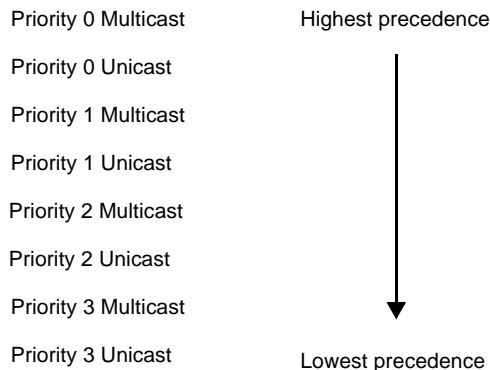 Priority 0 Multicast
Highest precedence
Priority 0 Unicast
Priority 1 Multicast
Priority 1 Unicast
Priority 2 Multicast
Priority 2 Unicast
Priority 3 Multicast
Priority 3 Unicast
Lowest precedence